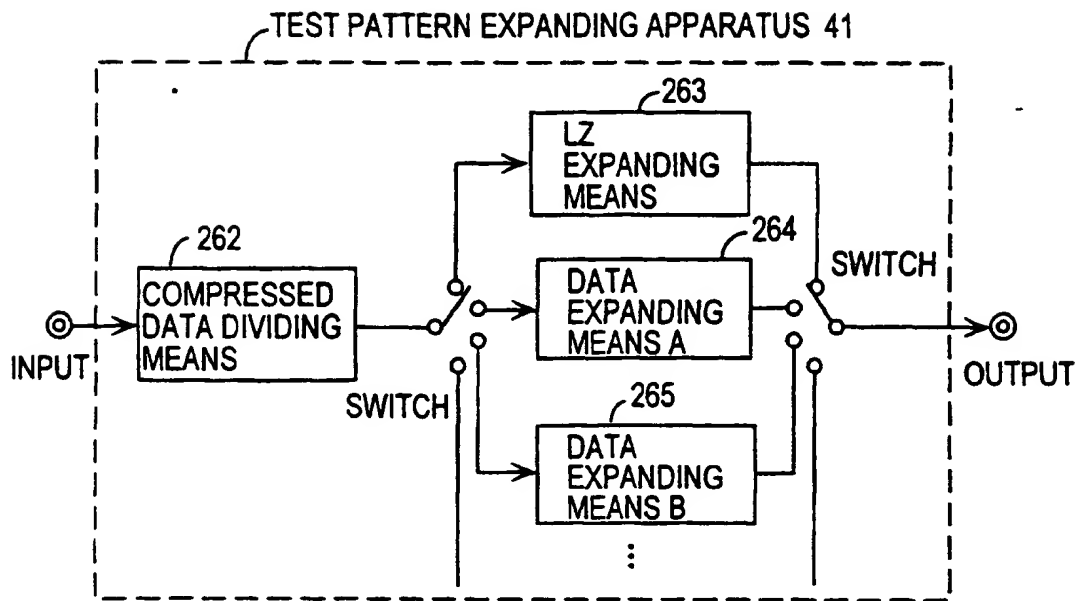 TEST PATTERN EXPANDING APPARATUS 41
263
LZ
EXPANDING
MEANS
262
COMPRESSED
DATA DIVIDING
MEANS
264
DATA
EXPANDING
MEANS A
SWITCH
INPUT
OUTPUT
SWITCH
265
DATA
EXPANDING
MEANS B